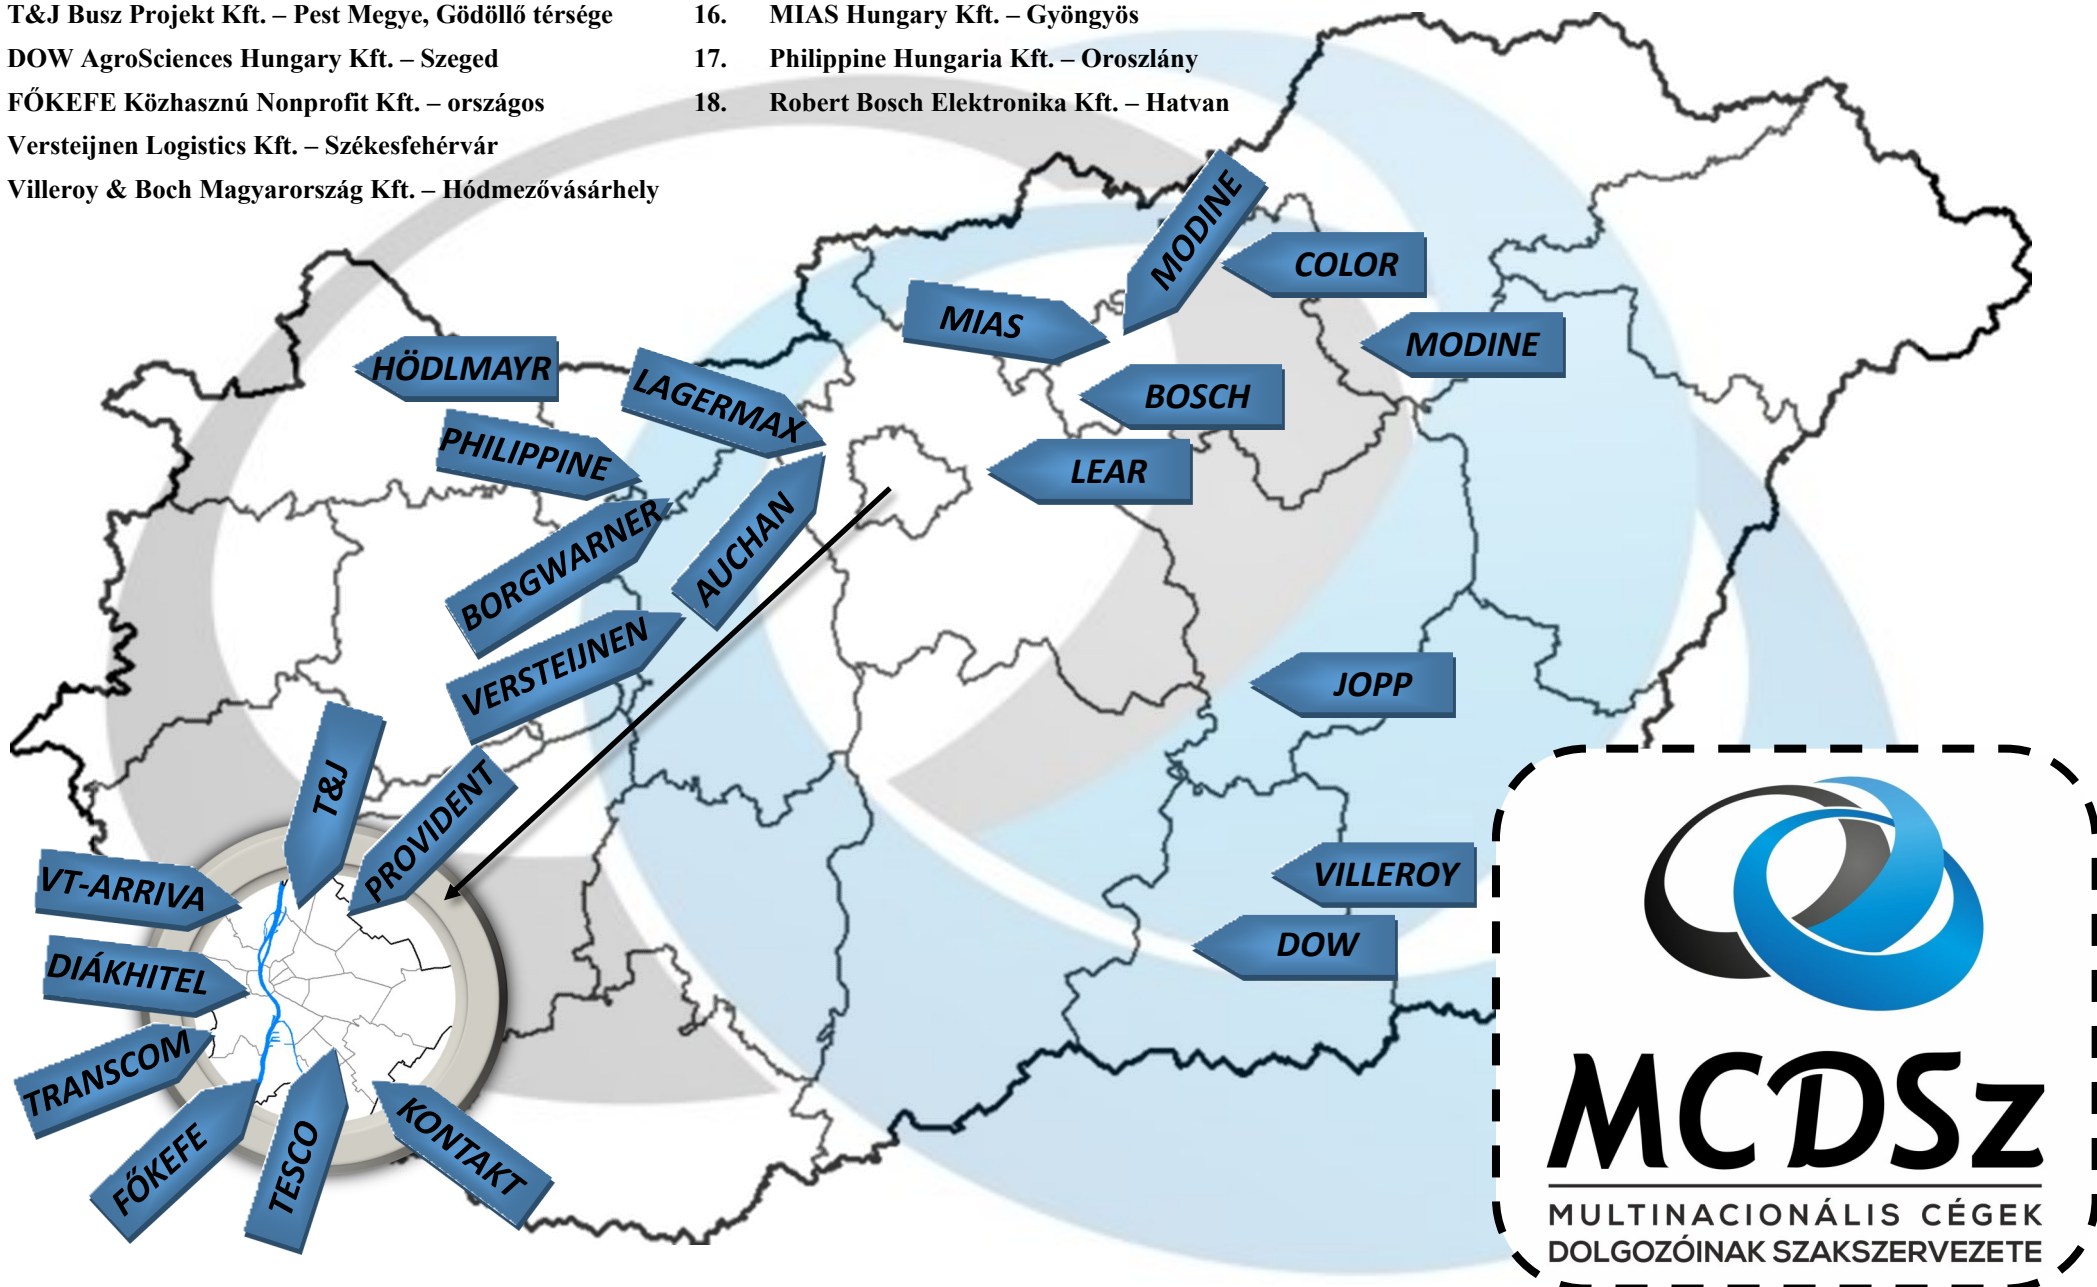 T&J Busz Projekt Kft. – Pest Megye, Gödöllő térsége
DOW AgroSciences Hungary Kft. – Szeged
FŐKEFE Közhasznú Nonprofit Kft. – országos
Versteijnen Logistics Kft. – Székesfehérvár
Villeroy & Boch Magyarország Kft. – Hódmezővásárhely
16. MIAS Hungary Kft. – Gyöngyös
17. Philippine Hungaria Kft. – Oroszlány
18. Robert Bosch Elektronika Kft. – Hatvan
MODINE
COLOR
MIAS
MODINE
HÖDLMAYR
LAGERMAX
BOSCH
PHILIPPINE
LEAR
BORGWARNER
AUCHAN
VERSTEIJNEN
JOPP
T&J
PROVIDENT
VT-ARRIVA
VILLEROY
DOW
DIÁKHITEL
TRANSCOM
FŐKEFE
TESCO
KONTAKT
MCDSz
MULTINACIONÁLIS CÉGEK
DOLGOZÓINAK SZAKSZERVEZETE